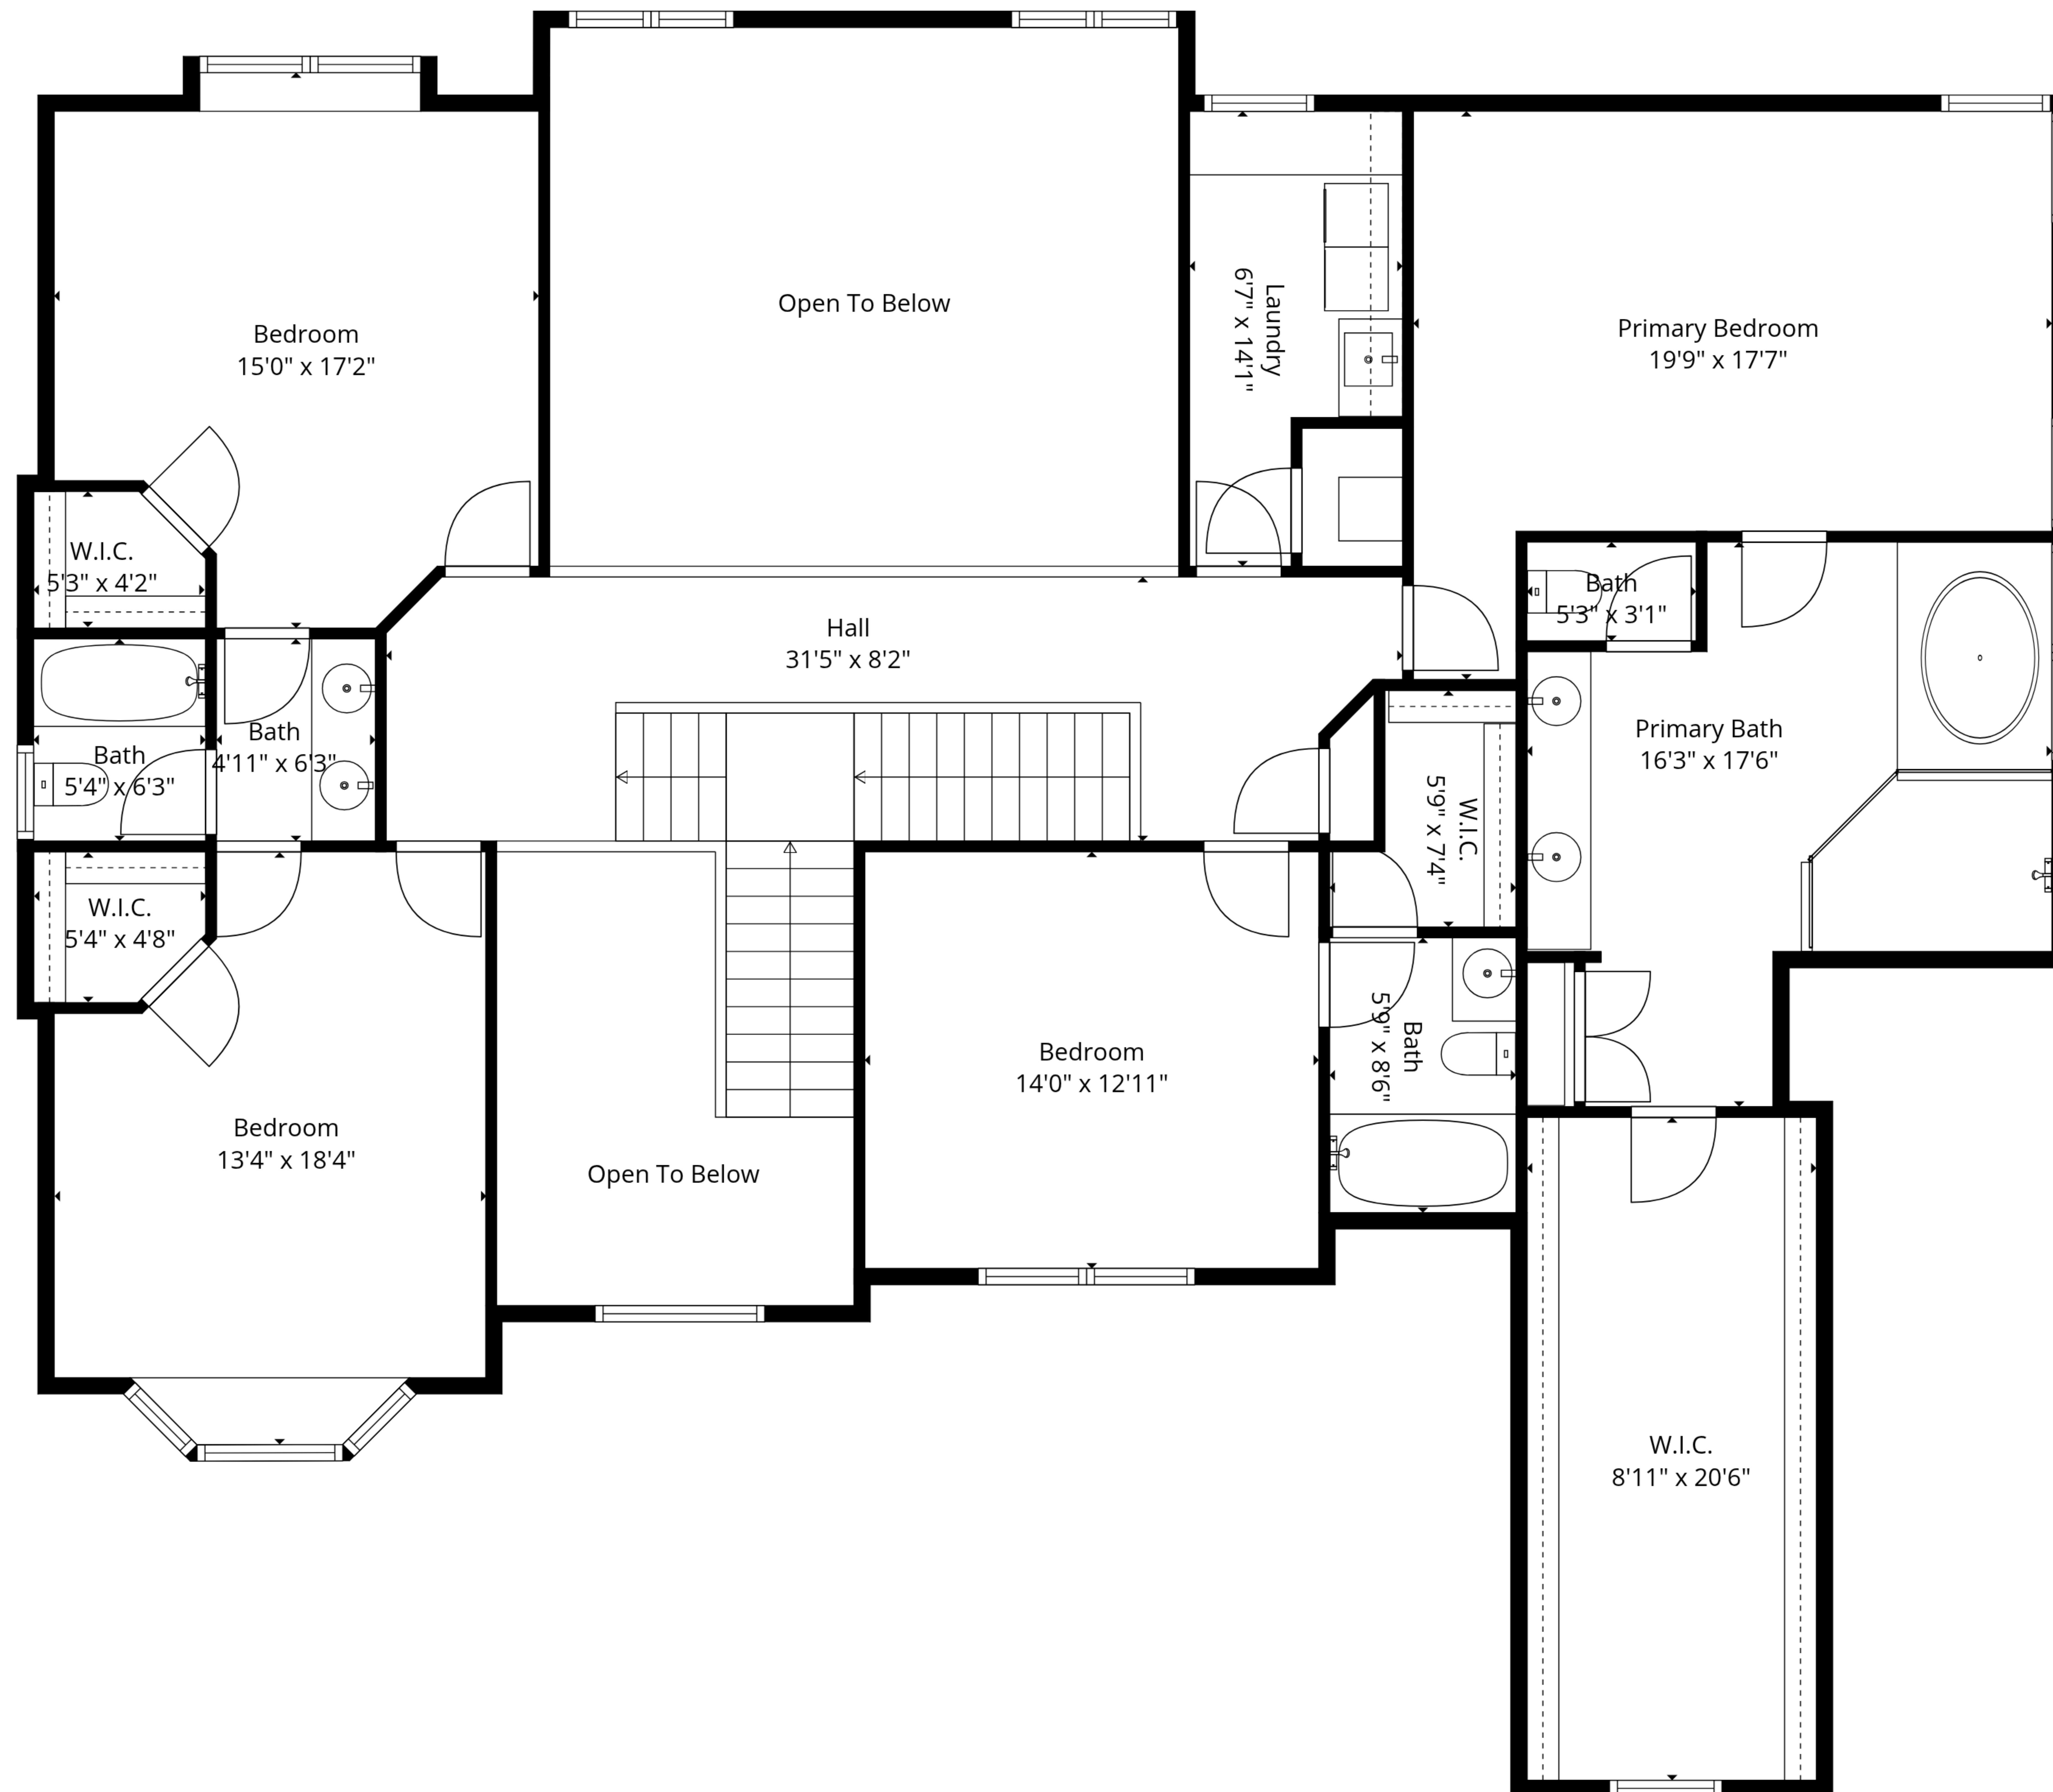 Bedroom
15'0" x 17'2"
Open To Below
Laundry
6'7" x 14'1"
Primary Bedroom
19'9" x 17'7"
W.I.C.
5'3" x 4'2"
Hall
31'5" x 8'2"
Bath
5'3" x 3'1"
Bath
5'4" x 6'3"
Bath
4'11" x 6'3"
W.I.C.
5'9" x 7'4"
Primary Bath
16'3" x 17'6"
W.I.C.
5'4" x 4'8"
Bedroom
13'4" x 18'4"
Open To Below
Bedroom
14'0" x 12'11"
Bath
5'9" x 8'6"
W.I.C.
8'11" x 20'6"